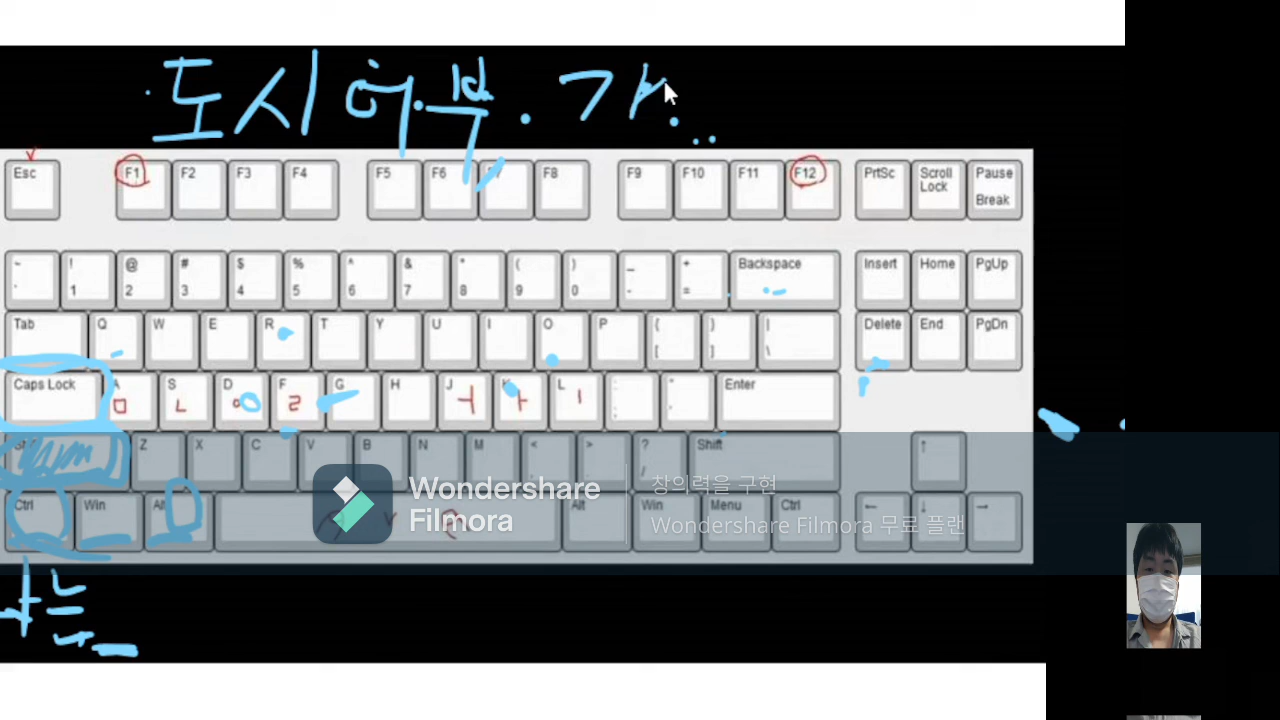 도시어부.가...
Esc F1 F2 F3 F4 F5 F6 F7 F8 F9 F10 F11 F12 PrtSc Scroll Lock Pause Break
~ ` ! 1 @ 2 # 3 $ 4 % 5 ^ 6 & 7 * 8 ( 9 ) 0 _ - + = Backspace Insert Home PgUp
Tab Q W E R T Y U I O P { [ } ] | \ Delete End PgDn
Caps Lock A ㅁ S ㄴ D ㅇ F ㄹ G H J ㅓ K ㅏ L ㅣ : ; " ' Enter
Z X C V B N M < > ? / Shift ↑
Ctrl Win Alt Alt Win Menu Ctrl ← ↓ →
Wondershare Filmora
창의력을 구현
Wondershare Filmora 무료 플랜